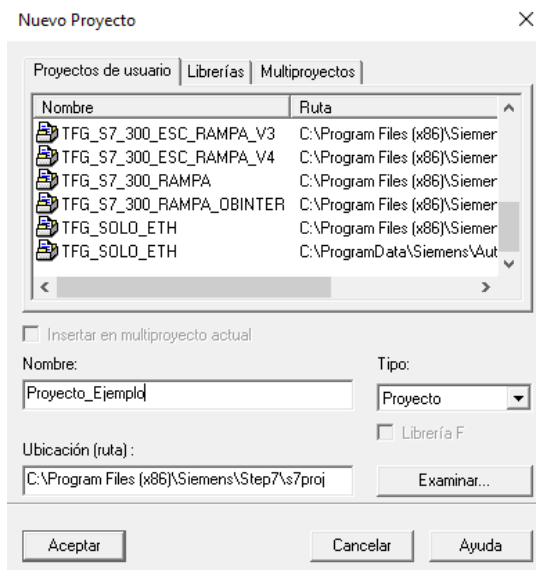 Nuevo Proyecto
Proyectos de usuario Librerías Multiproyectos
Nombre Ruta
TFG_S7_300_ESC_RAMPA_V3 C:\Program Files (x86)\Siemer
TFG_S7_300_ESC_RAMPA_V4 C:\Program Files (x86)\Siemer
TFG_S7_300_RAMPA C:\Program Files (x86)\Siemer
TFG_S7_300_RAMPA_OBINTER C:\Program Files (x86)\Siemer
TFG_SOLO_ETH C:\Program Files (x86)\Siemer
TFG_SOLO_ETH C:\ProgramData\Siemens\Aut
Insertar en multiproyecto actual
Nombre: Tipo:
Proyecto_Ejemplo Proyecto
Librería F
Ubicación (ruta) :
C:\Program Files (x86)\Siemens\Step7\s7proj Examinar...
Aceptar Cancelar Ayuda